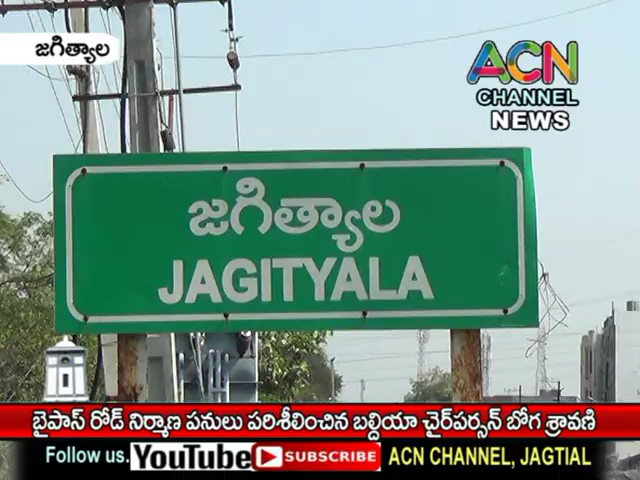 జగిత్యాల
ACN
CHANNEL
NEWS
జగిత్యాల
JAGITYALA
బైపాస్ రోడ్ నిర్మాణ పనులు పరిశీలించిన బల్దియా చైర్‌పర్సన్ బోగ శ్రావణి
Follow us. YouTube SUBSCRIBE ACN CHANNEL, JAGTIAL